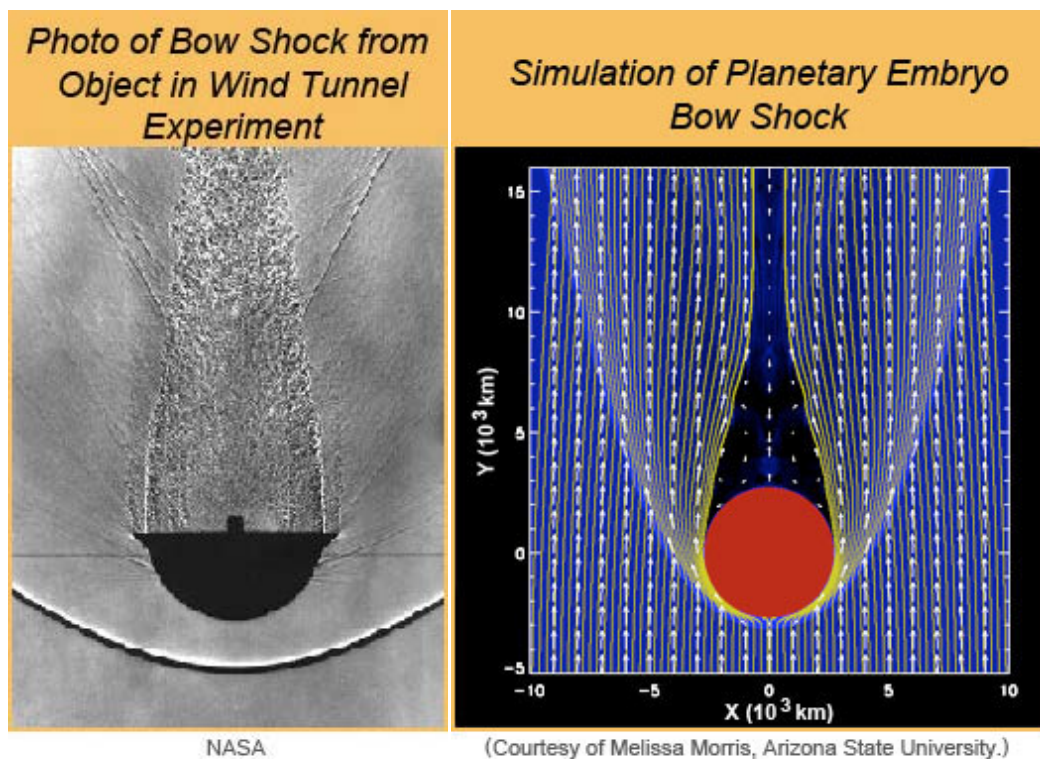 Photo of Bow Shock from
Object in Wind Tunnel
Experiment
Simulation of Planetary Embryo
Bow Shock
15
10
5
0
-5
Y (10³ km)
-10
-5
0
5
10
X (10³ km)
NASA
(Courtesy of Melissa Morris, Arizona State University.)